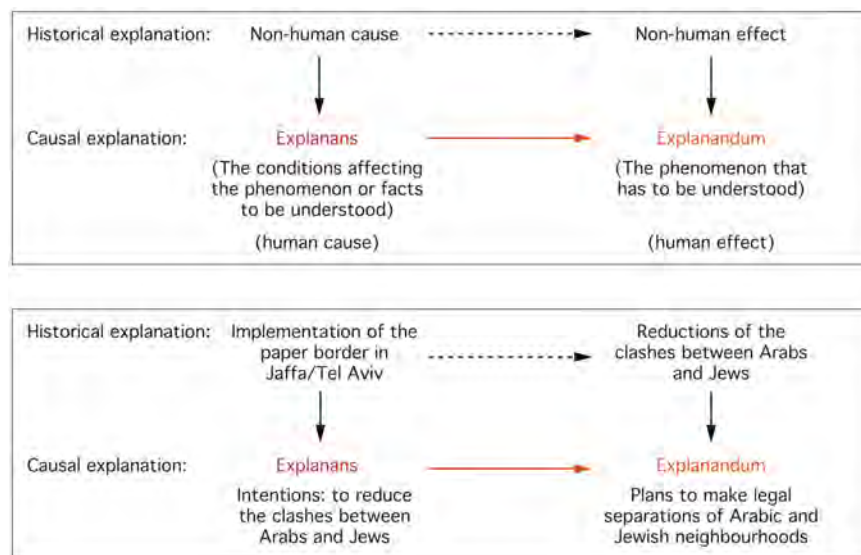 Historical explanation: Non-human cause Non-human effect
Causal explanation: Explanans Explanandum
(The conditions affecting (The phenomenon that
the phenomenon or facts has to be understood)
to be understood)
(human cause) (human effect)
Historical explanation: Implementation of the Reductions of the
paper border in clashes between Arabs
Jaffa/Tel Aviv and Jews
Causal explanation: Explanans Explanandum
Intentions: to reduce Plans to make legal
the clashes between separations of Arabic and
Arabs and Jews Jewish neighbourhoods